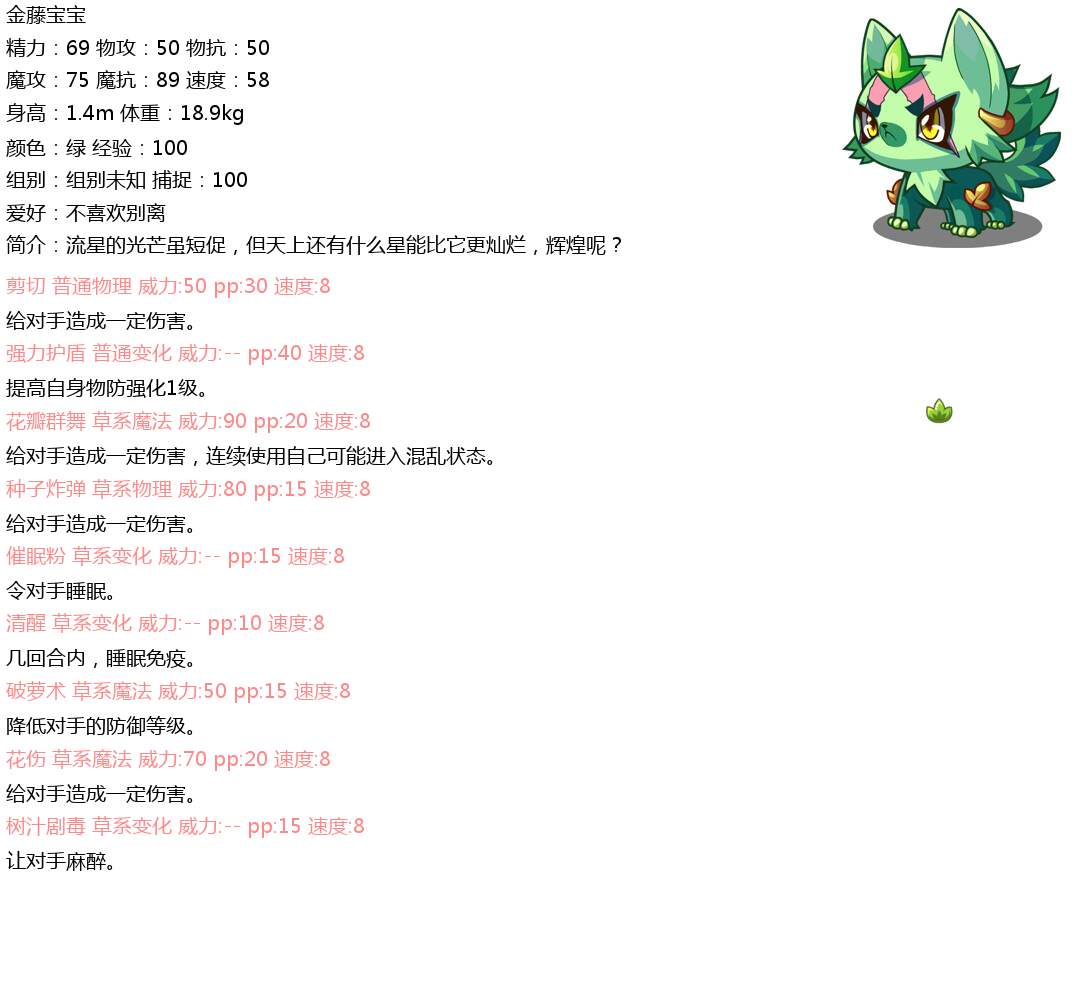 金藤宝宝
精力：69 物攻：50 物抗：50
魔攻：75 魔抗：89 速度：58
身高：1.4m 体重：18.9kg
颜色：绿 经验：100
组别：组别未知 捕捉：100
爱好：不喜欢别离
简介：流星的光芒虽短促，但天上还有什么星能比它更灿烂，辉煌呢？
剪切 普通物理 威力:50 pp:30 速度:8
给对手造成一定伤害。
强力护盾 普通变化 威力:-- pp:40 速度:8
提高自身物防强化1级。
花瓣群舞 草系魔法 威力:90 pp:20 速度:8
给对手造成一定伤害，连续使用自己可能进入混乱状态。
种子炸弹 草系物理 威力:80 pp:15 速度:8
给对手造成一定伤害。
催眠粉 草系变化 威力:-- pp:15 速度:8
令对手睡眠。
清醒 草系变化 威力:-- pp:10 速度:8
几回合内，睡眠免疫。
破萝术 草系魔法 威力:50 pp:15 速度:8
降低对手的防御等级。
花伤 草系魔法 威力:70 pp:20 速度:8
给对手造成一定伤害。
树汁剧毒 草系变化 威力:-- pp:15 速度:8
让对手麻醉。